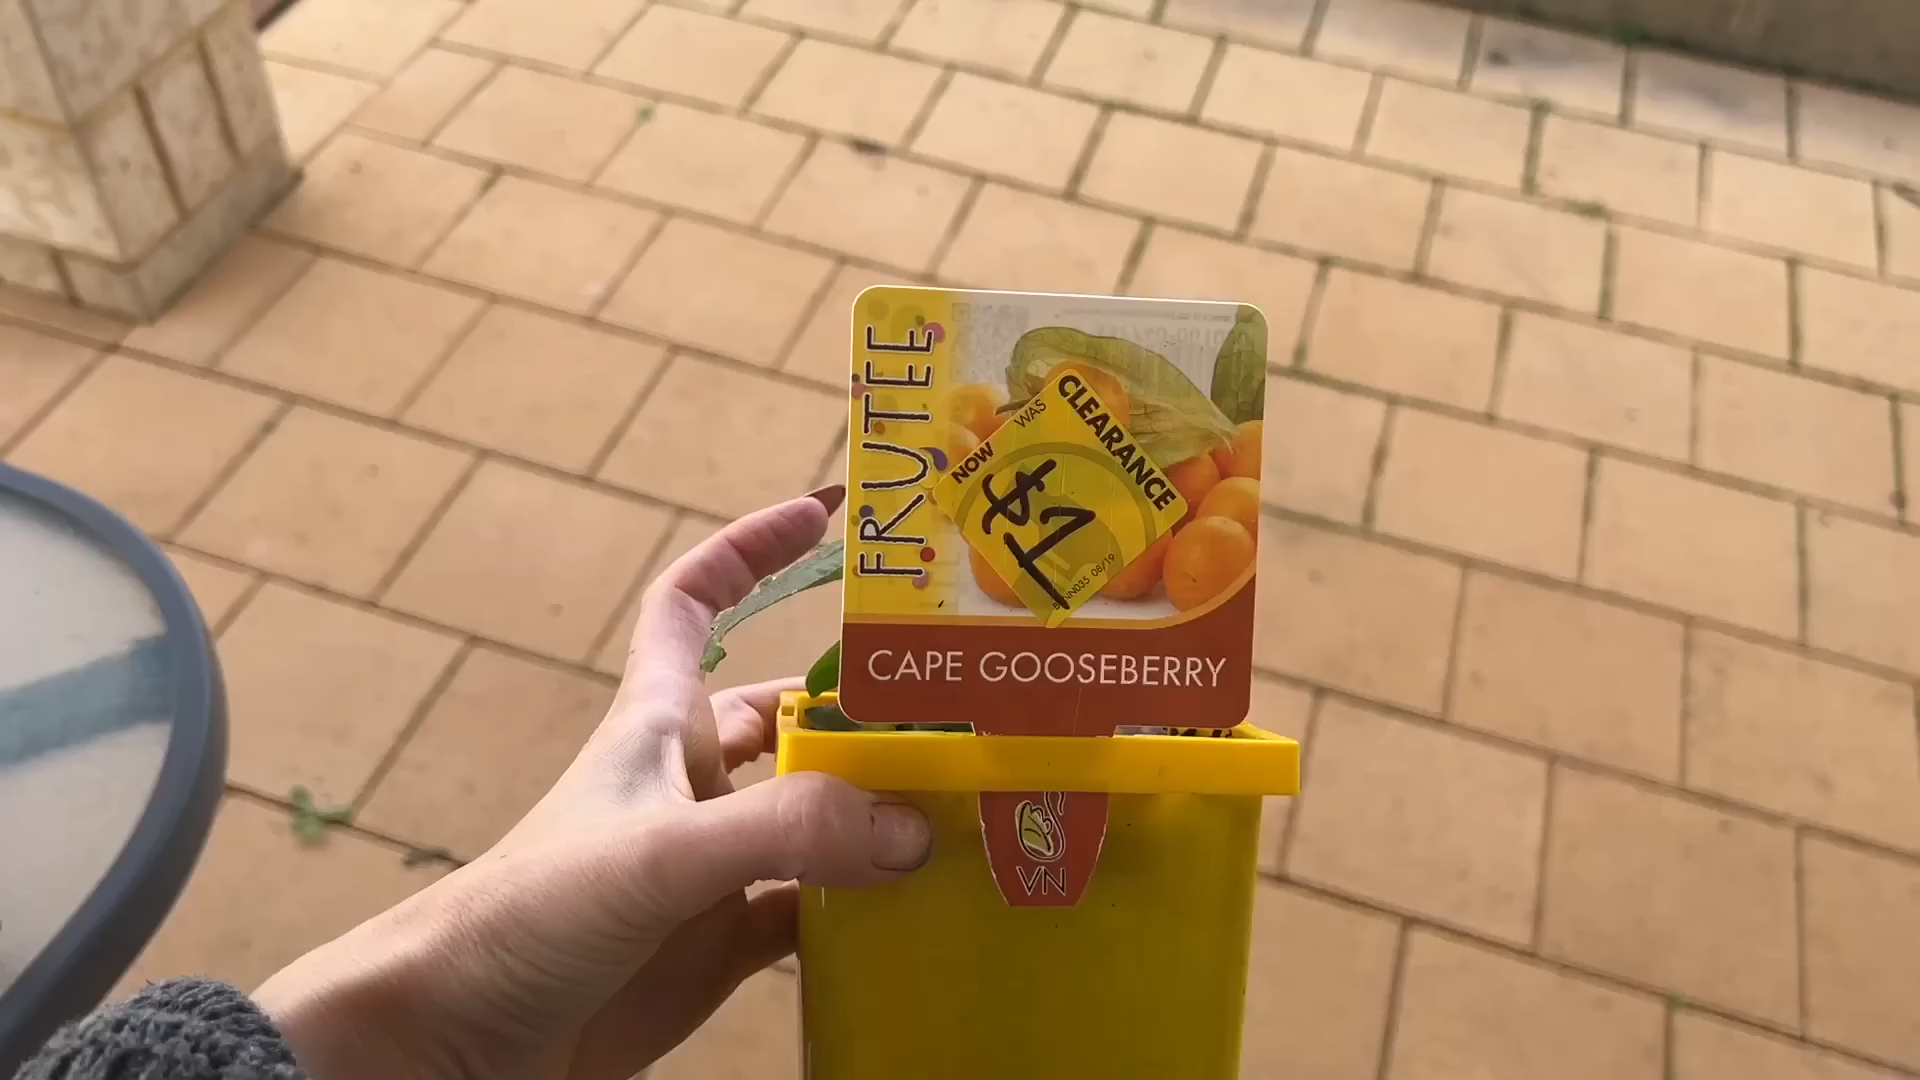 FRUTEE
CLEARANCE
WAS
NOW
$1
08/19
CAPE GOOSEBERRY
VN